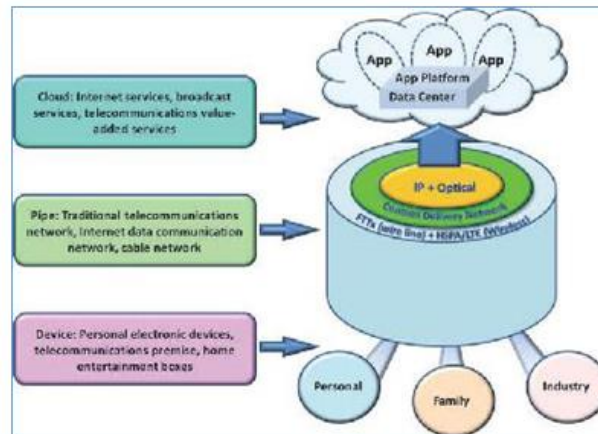 App
App
App
App Platform
Data Center
Cloud: Internet services, broadcast
services, telecommunications value-
added services
IP + Optical
Content Delivery Network
FTTx (wire line) + HSPA/LTE (Wireless)
Pipe: Traditional telecommunications
network, Internet data communication
network, cable network
Device: Personal electronic devices,
telecommunications premise, home
entertainment boxes
Personal
Family
Industry